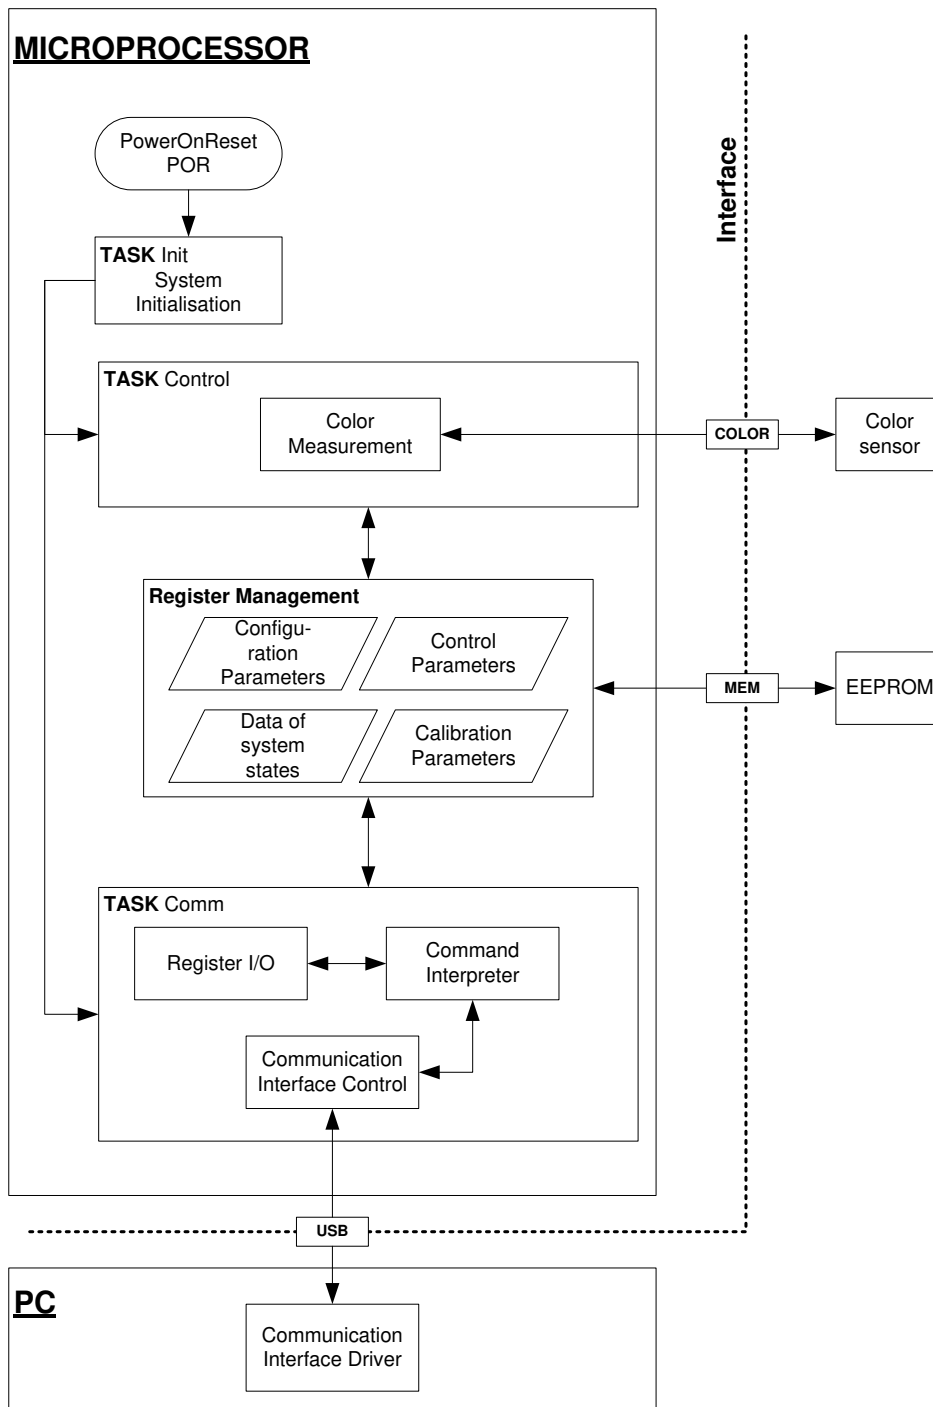 MICROPROCESSOR
PowerOnReset
POR
Interface
TASK Init
System
Initialisation
TASK Control
Color
Measurement
COLOR
Color
sensor
Register Management
Configu-
ration
Parameters
Control
Parameters
MEM
EEPROM
Data of
system
states
Calibration
Parameters
TASK Comm
Register I/O
Command
Interpreter
Communication
Interface Control
USB
PC
Communication
Interface Driver